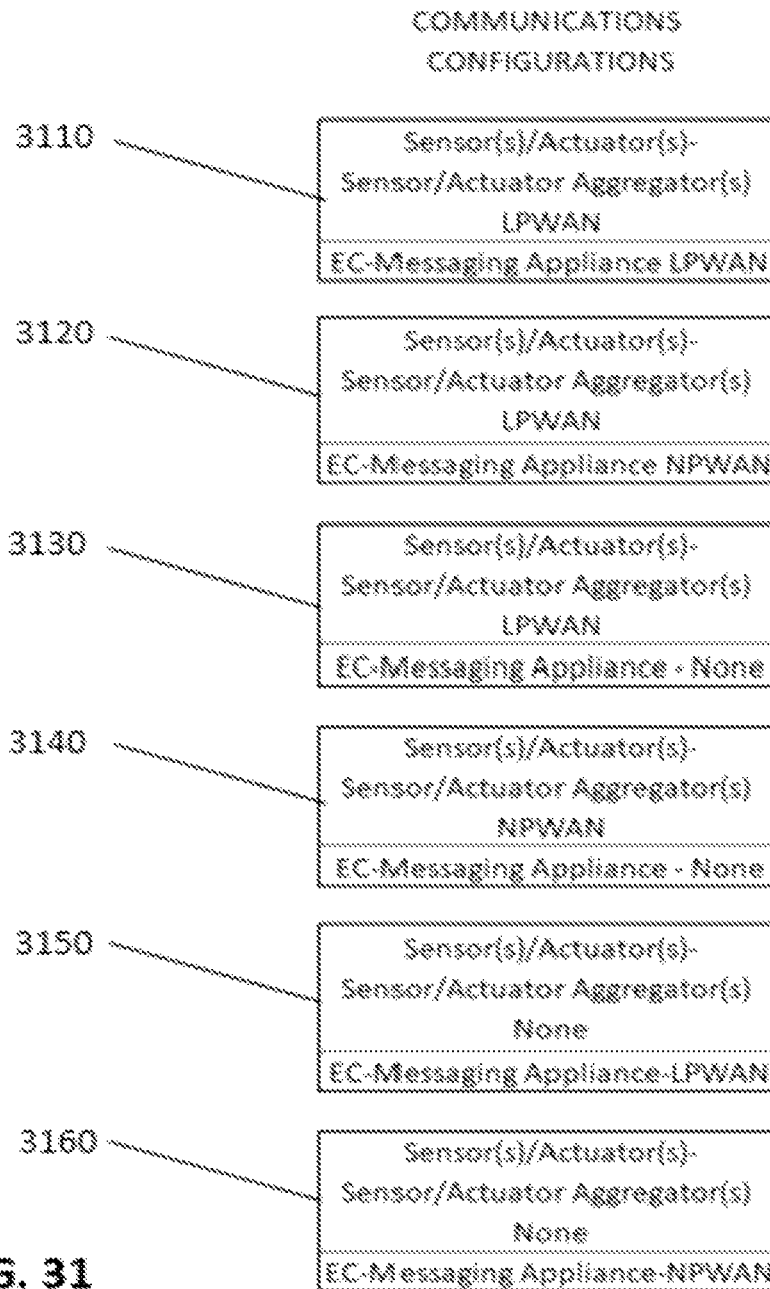 COMMUNICATIONS
CONFIGURATIONS
3110
Sensor(s)/Actuator(s)-
Sensor/Actuator Aggregator(s)
LPWAN
EC-Messaging Appliance LPWAN
3120
Sensor(s)/Actuator(s)-
Sensor/Actuator Aggregator(s)
LPWAN
EC-Messaging Appliance NPWAN
3130
Sensor(s)/Actuator(s)-
Sensor/Actuator Aggregator(s)
LPWAN
EC-Messaging Appliance - None
3140
Sensor(s)/Actuator(s)-
Sensor/Actuator Aggregator(s)
NPWAN
EC-Messaging Appliance - None
3150
Sensor(s)/Actuator(s)-
Sensor/Actuator Aggregator(s)
None
EC-Messaging Appliance-LPWAN
3160
Sensor(s)/Actuator(s)-
Sensor/Actuator Aggregator(s)
None
EC-Messaging Appliance-NPWAN
G. 31